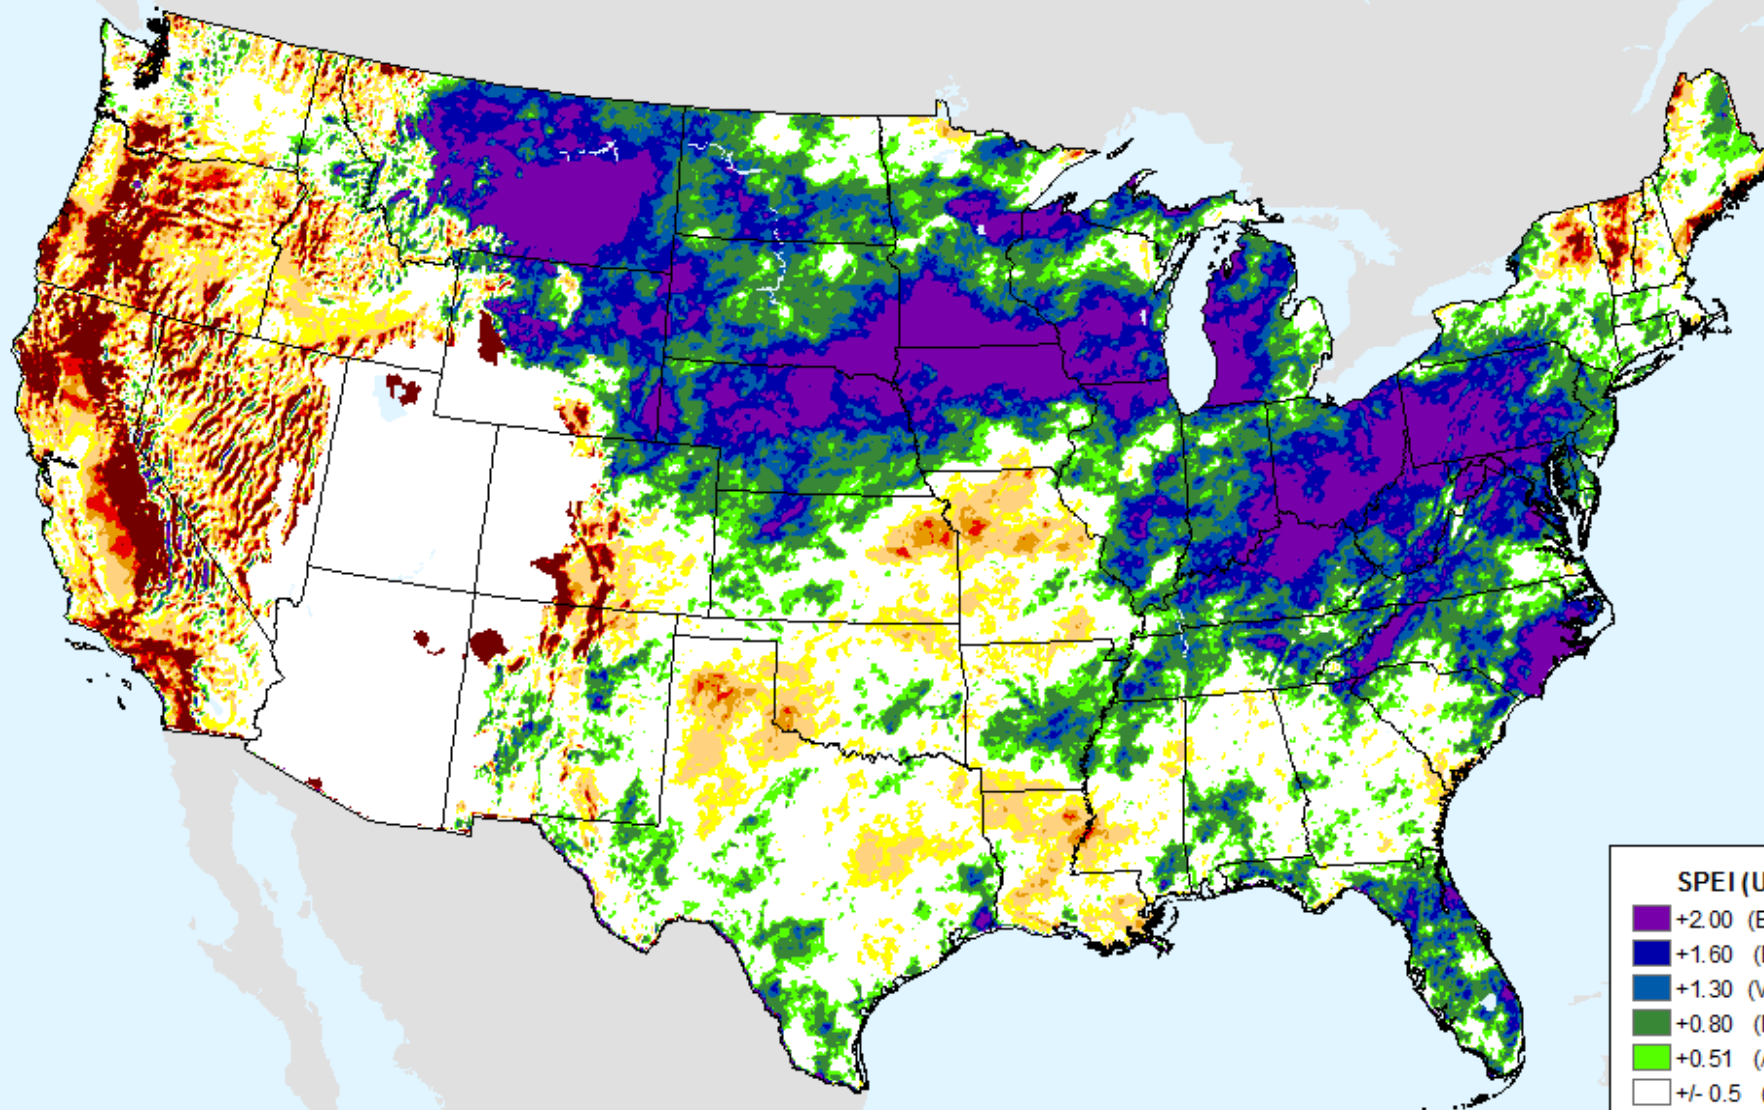 SPEI (U
+2.00 (E
+1.60 (
+1.30 (V
+0.80 (
+0.51 (
+/- 0.5 (